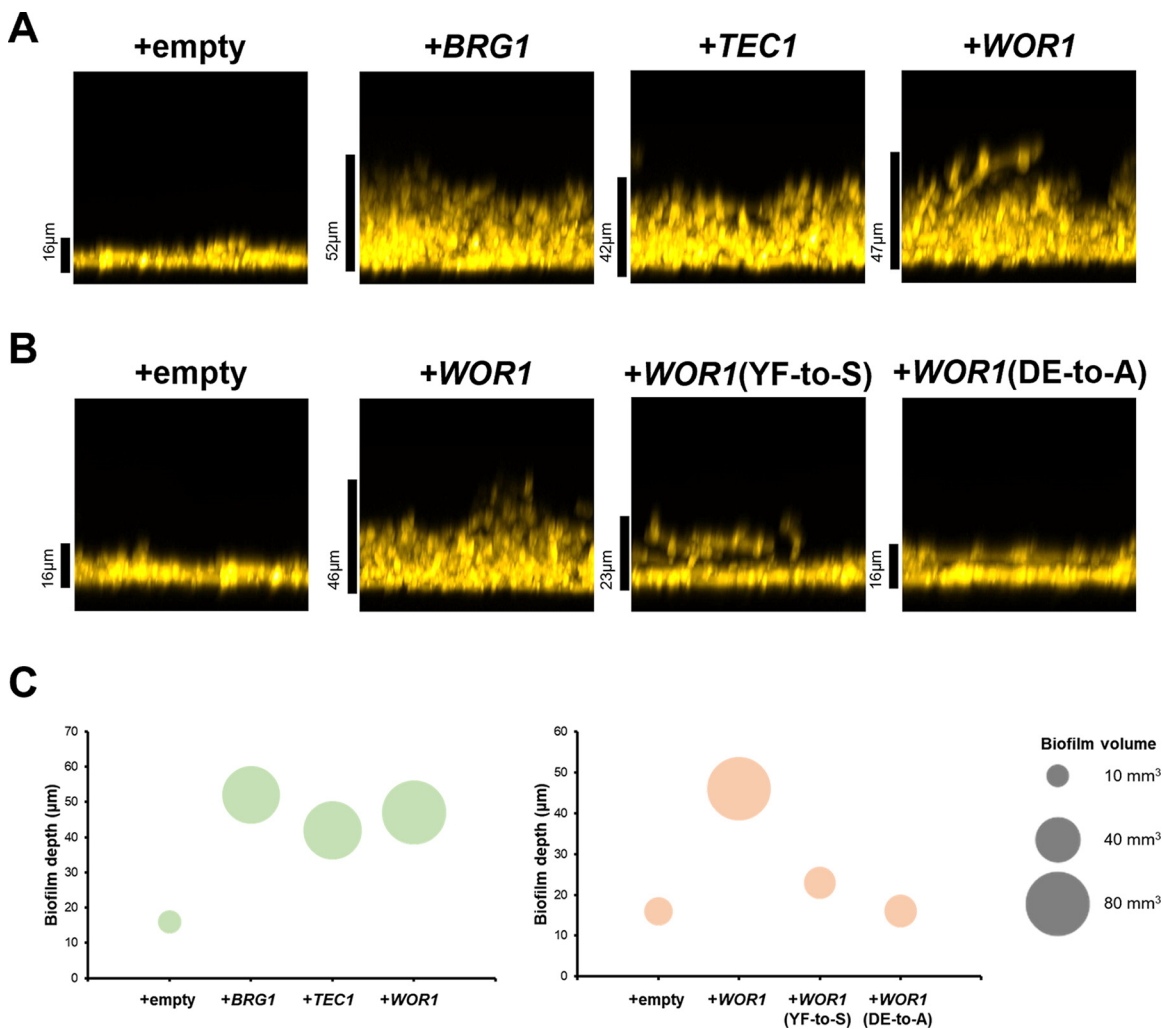 A
+empty
+BRG1
+TEC1
+WOR1
16μm
52μm
42μm
47μm
B
+empty
+WOR1
+WOR1(YF-to-S)
+WOR1(DE-to-A)
16μm
46μm
23μm
16μm
C
Biofilm depth (μm)
70
60
50
40
30
20
10
0
+empty
+BRG1
+TEC1
+WOR1
Biofilm depth (μm)
60
50
40
30
20
10
0
+empty
+WOR1
+WOR1
(YF-to-S)
+WOR1
(DE-to-A)
Biofilm volume
10 mm³
40 mm³
80 mm³